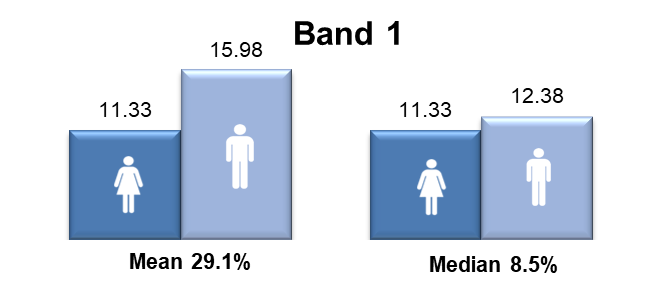 Band 1
15.98
11.33
12.38
11.33
Mean 29.1%
Median 8.5%